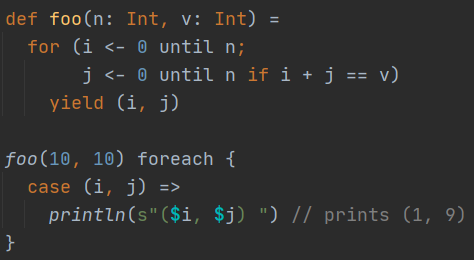 def foo(n: Int, v: Int) =
  for (i <- 0 until n;
       j <- 0 until n if i + j == v)
    yield (i, j)

foo(10, 10) foreach {
  case (i, j) =>
    println(s"($i, $j) ") // prints (1, 9)
}